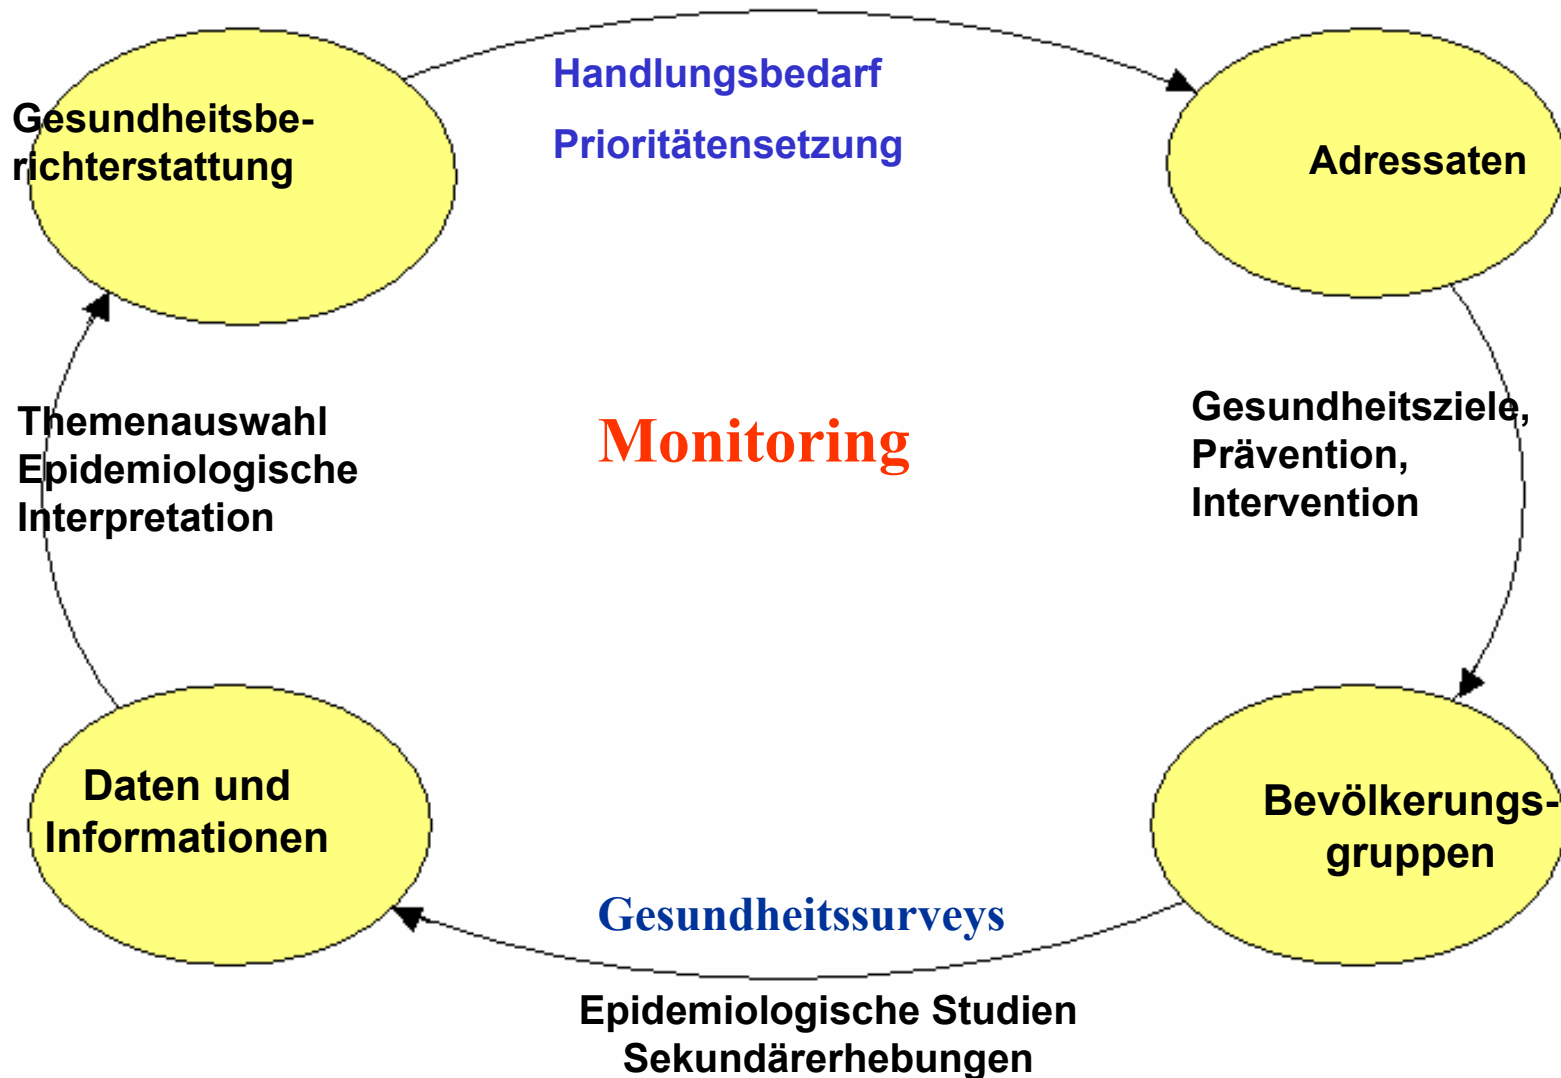 Handlungsbedarf
Prioritätensetzung
Gesundheitsbe-
richterstattung
Adressaten
Themenauswahl
Epidemiologische
Interpretation
Monitoring
Gesundheitsziele,
Prävention,
Intervention
Daten und
Informationen
Bevölkerungs-
gruppen
Gesundheitssurveys
Epidemiologische Studien
Sekundärerhebungen